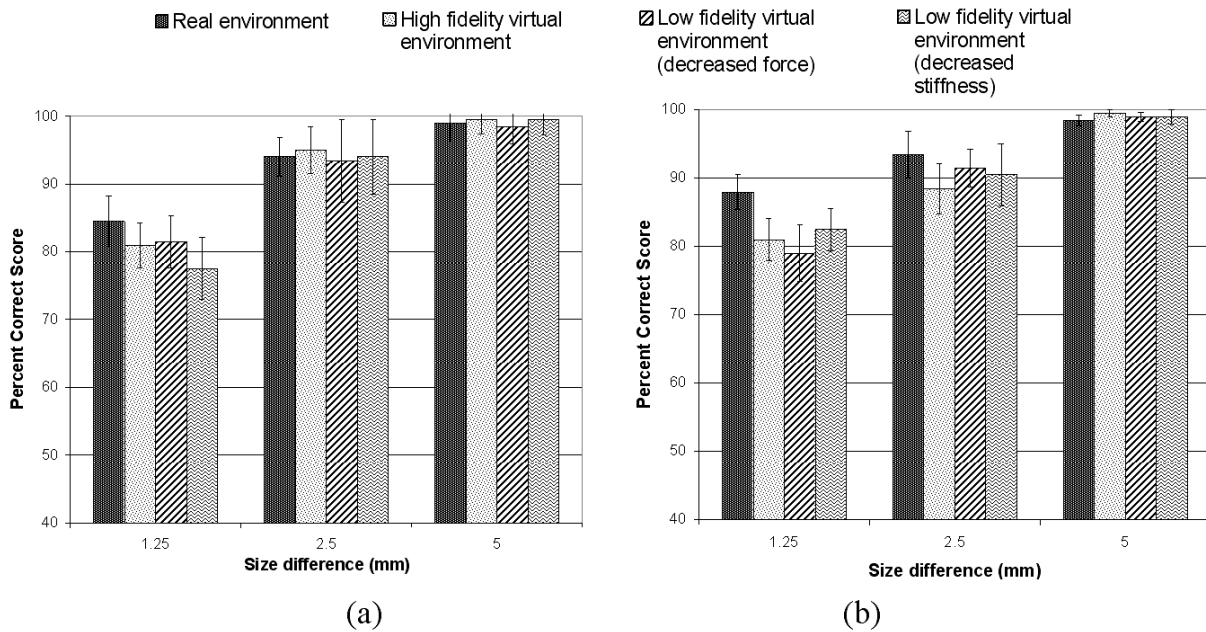 Real environment
High fidelity virtual
environment
Low fidelity virtual
environment
(decreased force)
Low fidelity virtual
environment
(decreased
stiffness)
Percent Correct Score
100
90
80
70
60
50
40
1.25
2.5
5
Size difference (mm)
(a)
Percent Correct Score
100
90
80
70
60
50
40
1.25
2.5
5
Size difference (mm)
(b)